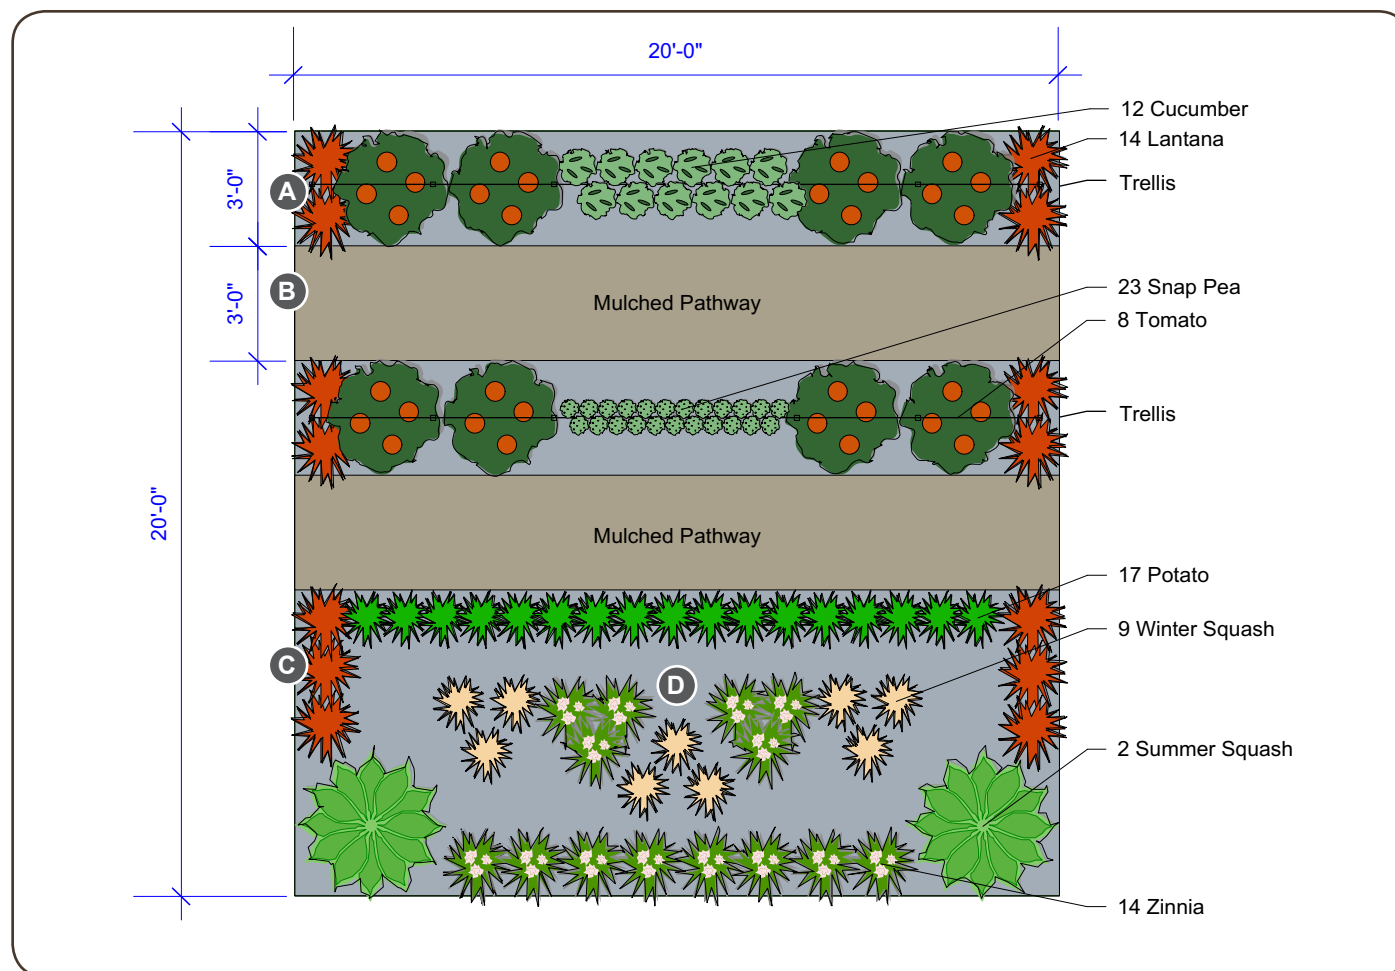 20'-0"
12 Cucumber
14 Lantana
3'-0"
A
Trellis
B
3'-0"
Mulched Pathway
23 Snap Pea
8 Tomato
Trellis
20'-0"
Mulched Pathway
17 Potato
9 Winter Squash
C
D
2 Summer Squash
14 Zinnia